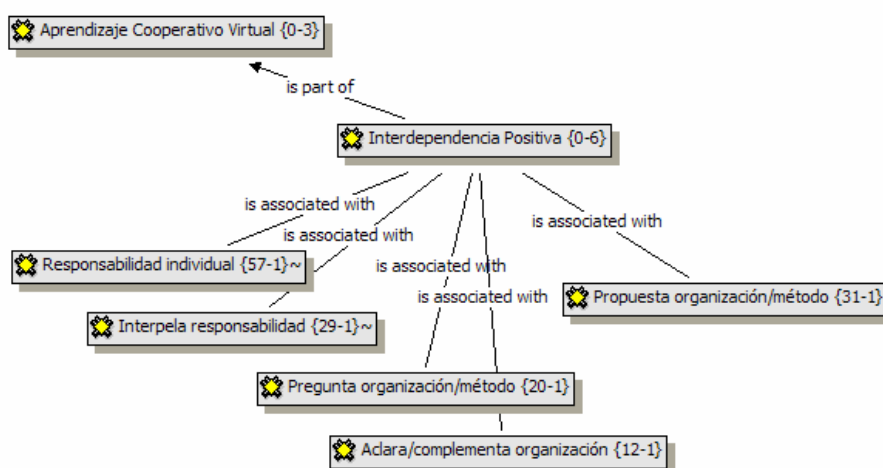 Aprendizaje Cooperativo Virtual {0-3}
is part of
Interdependencia Positiva {0-6}
is associated with
is associated with
is associated with
is associated with
is associated with
Responsabilidad individual {57-1}~
Propuesta organización/método {31-1}
Interpela responsabilidad {29-1}~
Pregunta organización/método {20-1}
Aclara/complementa organización {12-1}